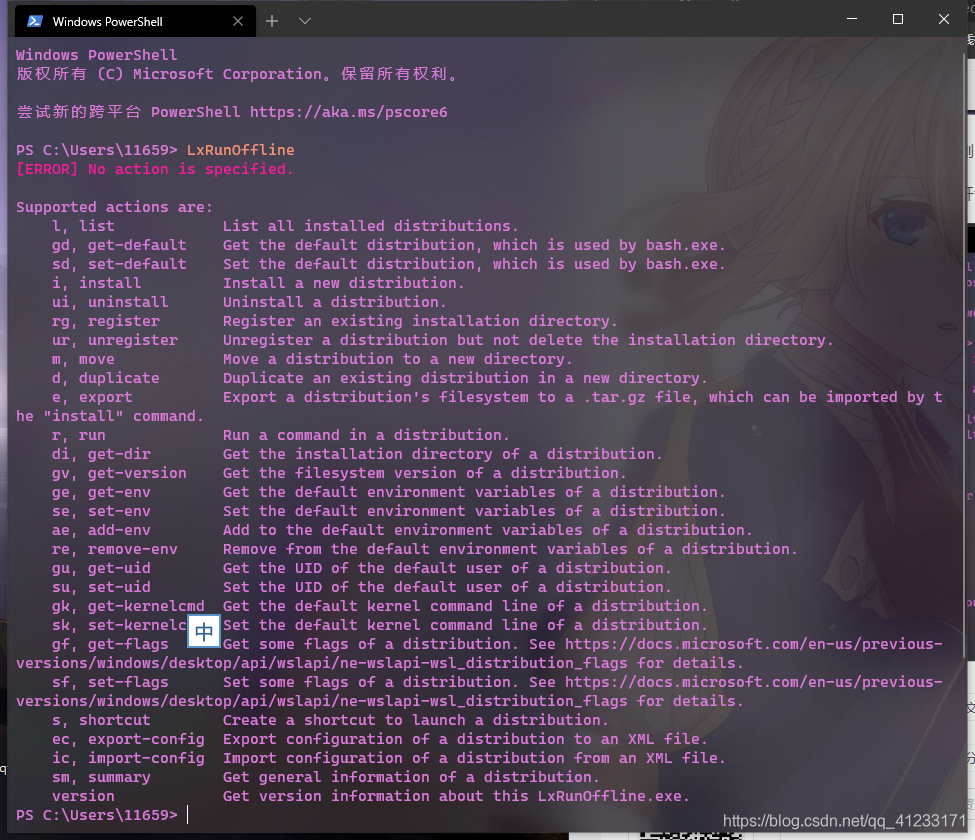 Windows PowerShell
Windows PowerShell
版权所有 (C) Microsoft Corporation。保留所有权利。
尝试新的跨平台 PowerShell https://aka.ms/pscore6
PS C:\Users\11659> LxRunOffline
[ERROR] No action is specified.
Supported actions are:
l, list List all installed distributions.
gd, get-default Get the default distribution, which is used by bash.exe.
sd, set-default Set the default distribution, which is used by bash.exe.
i, install Install a new distribution.
ui, uninstall Uninstall a distribution.
rg, register Register an existing installation directory.
ur, unregister Unregister a distribution but not delete the installation directory.
m, move Move a distribution to a new directory.
d, duplicate Duplicate an existing distribution in a new directory.
e, export Export a distribution's filesystem to a .tar.gz file, which can be imported by t
he "install" command.
r, run Run a command in a distribution.
di, get-dir Get the installation directory of a distribution.
gv, get-version Get the filesystem version of a distribution.
ge, get-env Get the default environment variables of a distribution.
se, set-env Set the default environment variables of a distribution.
ae, add-env Add to the default environment variables of a distribution.
re, remove-env Remove from the default environment variables of a distribution.
gu, get-uid Get the UID of the default user of a distribution.
su, set-uid Set the UID of the default user of a distribution.
gk, get-kernelcmd Get the default kernel command line of a distribution.
sk, set-kernelc 中 Set the default kernel command line of a distribution.
gf, get-flags Get some flags of a distribution. See https://docs.microsoft.com/en-us/previous-
versions/windows/desktop/api/wslapi/ne-wslapi-wsl_distribution_flags for details.
sf, set-flags Set some flags of a distribution. See https://docs.microsoft.com/en-us/previous-
versions/windows/desktop/api/wslapi/ne-wslapi-wsl_distribution_flags for details.
s, shortcut Create a shortcut to launch a distribution.
ec, export-config Export configuration of a distribution to an XML file.
ic, import-config Import configuration of a distribution from an XML file.
sm, summary Get general information of a distribution.
version Get version information about this LxRunOffline.exe.
PS C:\Users\11659>
https://blog.csdn.net/qq_41233171